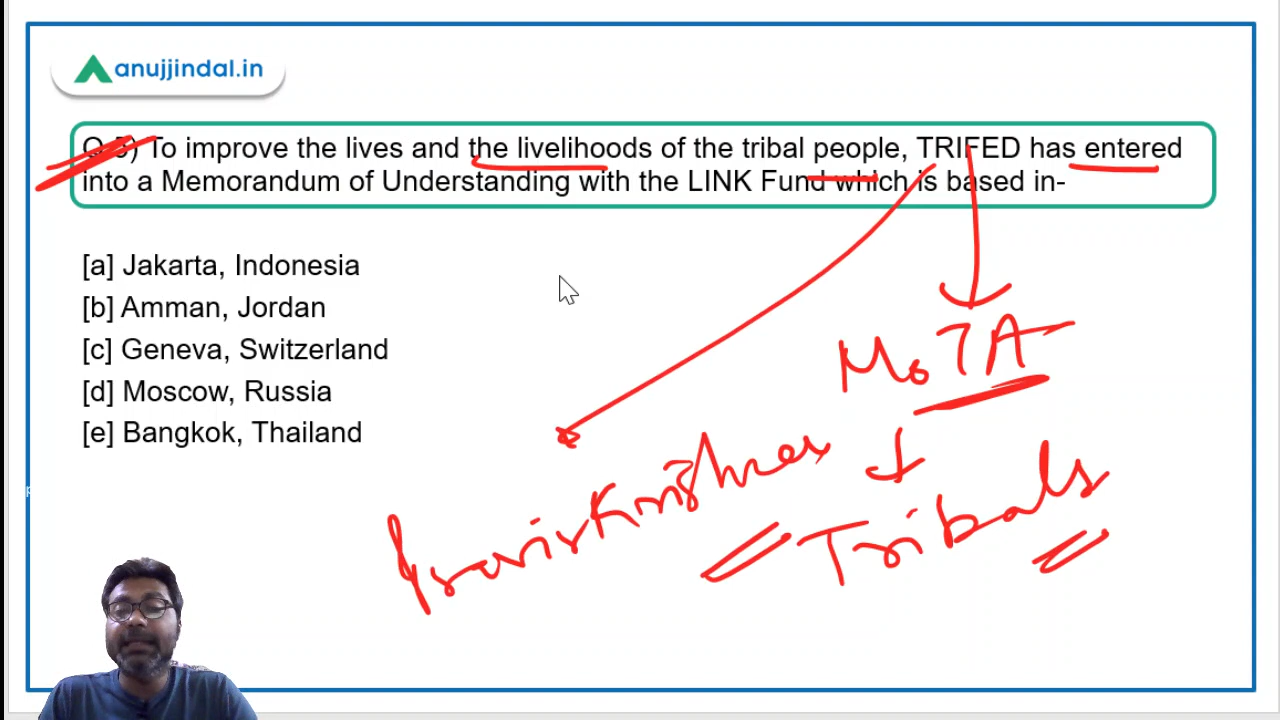 anujjindal.in
Q.5) To improve the lives and the livelihoods of the tribal people, TRIFED has entered
into a Memorandum of Understanding with the LINK Fund which is based in-
[a] Jakarta, Indonesia
[b] Amman, Jordan
[c] Geneva, Switzerland
[d] Moscow, Russia
[e] Bangkok, Thailand
MoTA
Tribals